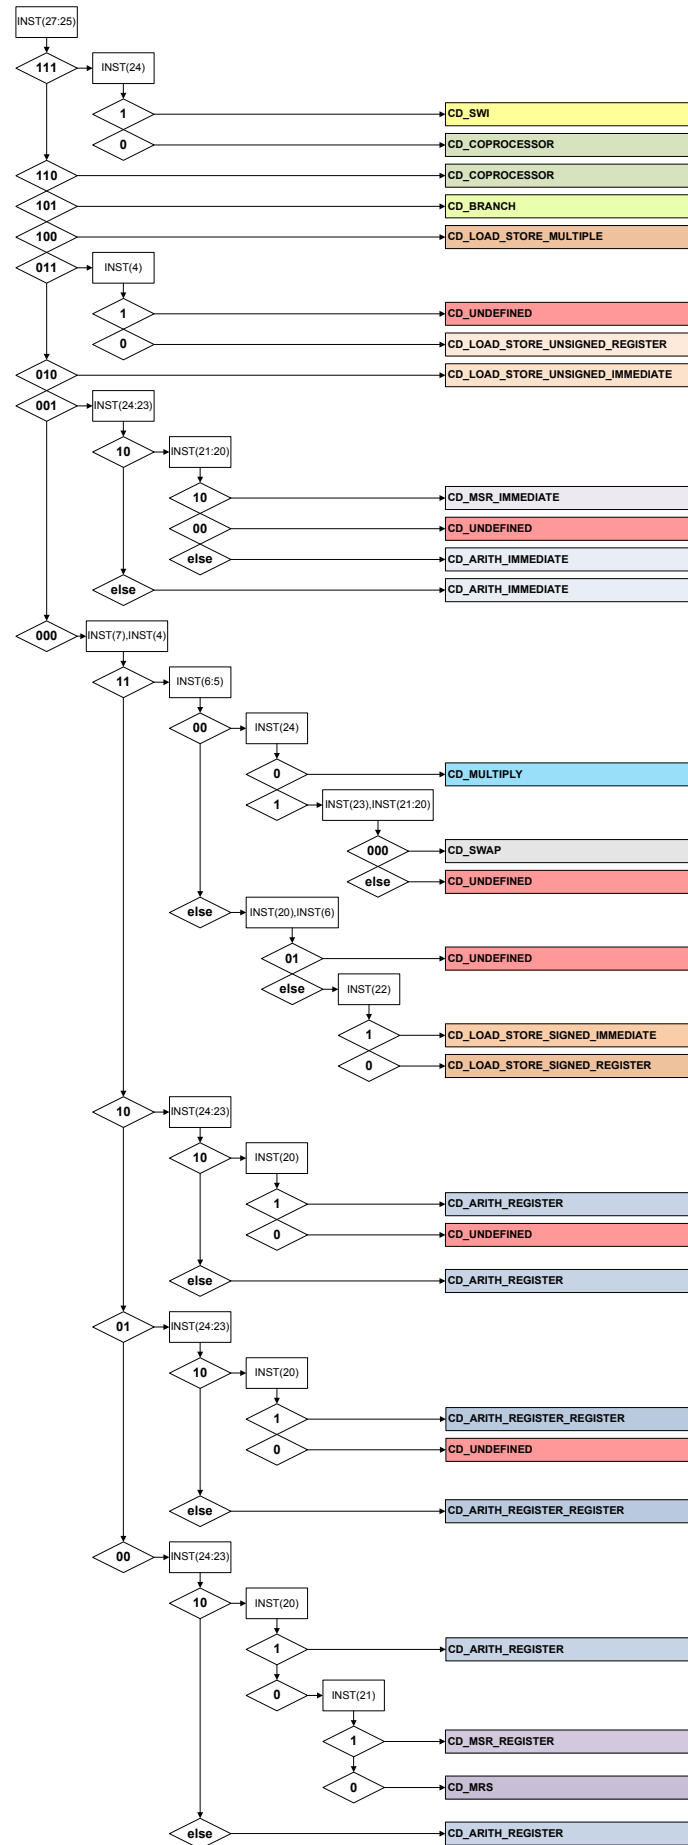 INST(27:25)
111 INST(24)
1 CD_SWI
0 CD_COPROCESSOR
110 CD_COPROCESSOR
101 CD_BRANCH
100 CD_LOAD_STORE_MULTIPLE
011 INST(4)
1 CD_UNDEFINED
0 CD_LOAD_STORE_UNSIGNED_REGISTER
010 CD_LOAD_STORE_UNSIGNED_IMMEDIATE
001 INST(24:23)
10 INST(21:20)
10 CD_MSR_IMMEDIATE
00 CD_UNDEFINED
else CD_ARITH_IMMEDIATE
else CD_ARITH_IMMEDIATE
000 INST(7),INST(4)
11 INST(6:5)
00 INST(24)
0 CD_MULTIPLY
1 INST(23),INST(21:20)
000 CD_SWAP
else CD_UNDEFINED
else INST(20),INST(6)
01 CD_UNDEFINED
else INST(22)
1 CD_LOAD_STORE_SIGNED_IMMEDIATE
0 CD_LOAD_STORE_SIGNED_REGISTER
10 INST(24:23)
10 INST(20)
1 CD_ARITH_REGISTER
0 CD_UNDEFINED
else CD_ARITH_REGISTER
01 INST(24:23)
10 INST(20)
1 CD_ARITH_REGISTER_REGISTER
0 CD_UNDEFINED
else CD_ARITH_REGISTER_REGISTER
00 INST(24:23)
10 INST(20)
1 CD_ARITH_REGISTER
0 INST(21)
1 CD_MSR_REGISTER
0 CD_MRS
else CD_ARITH_REGISTER